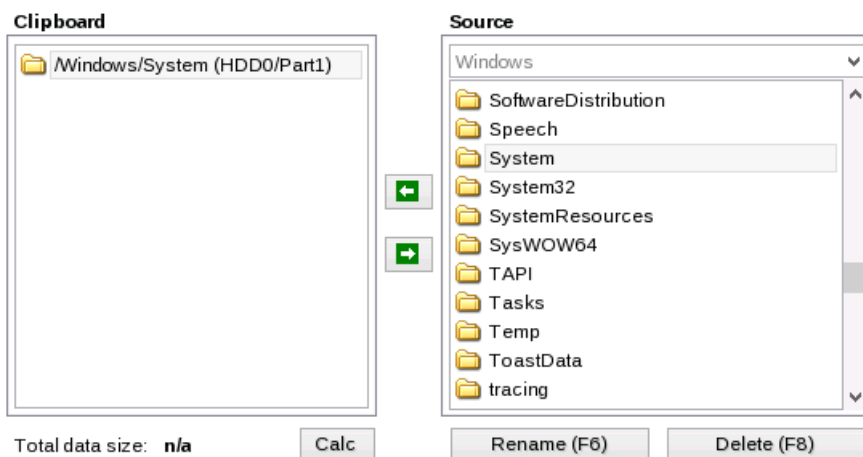 Clipboard
/Windows/System (HDD0/Part1)
Total data size: n/a
Calc
Source
Windows
SoftwareDistribution
Speech
System
System32
SystemResources
SysWOW64
TAPI
Tasks
Temp
ToastData
tracing
Rename (F6)
Delete (F8)